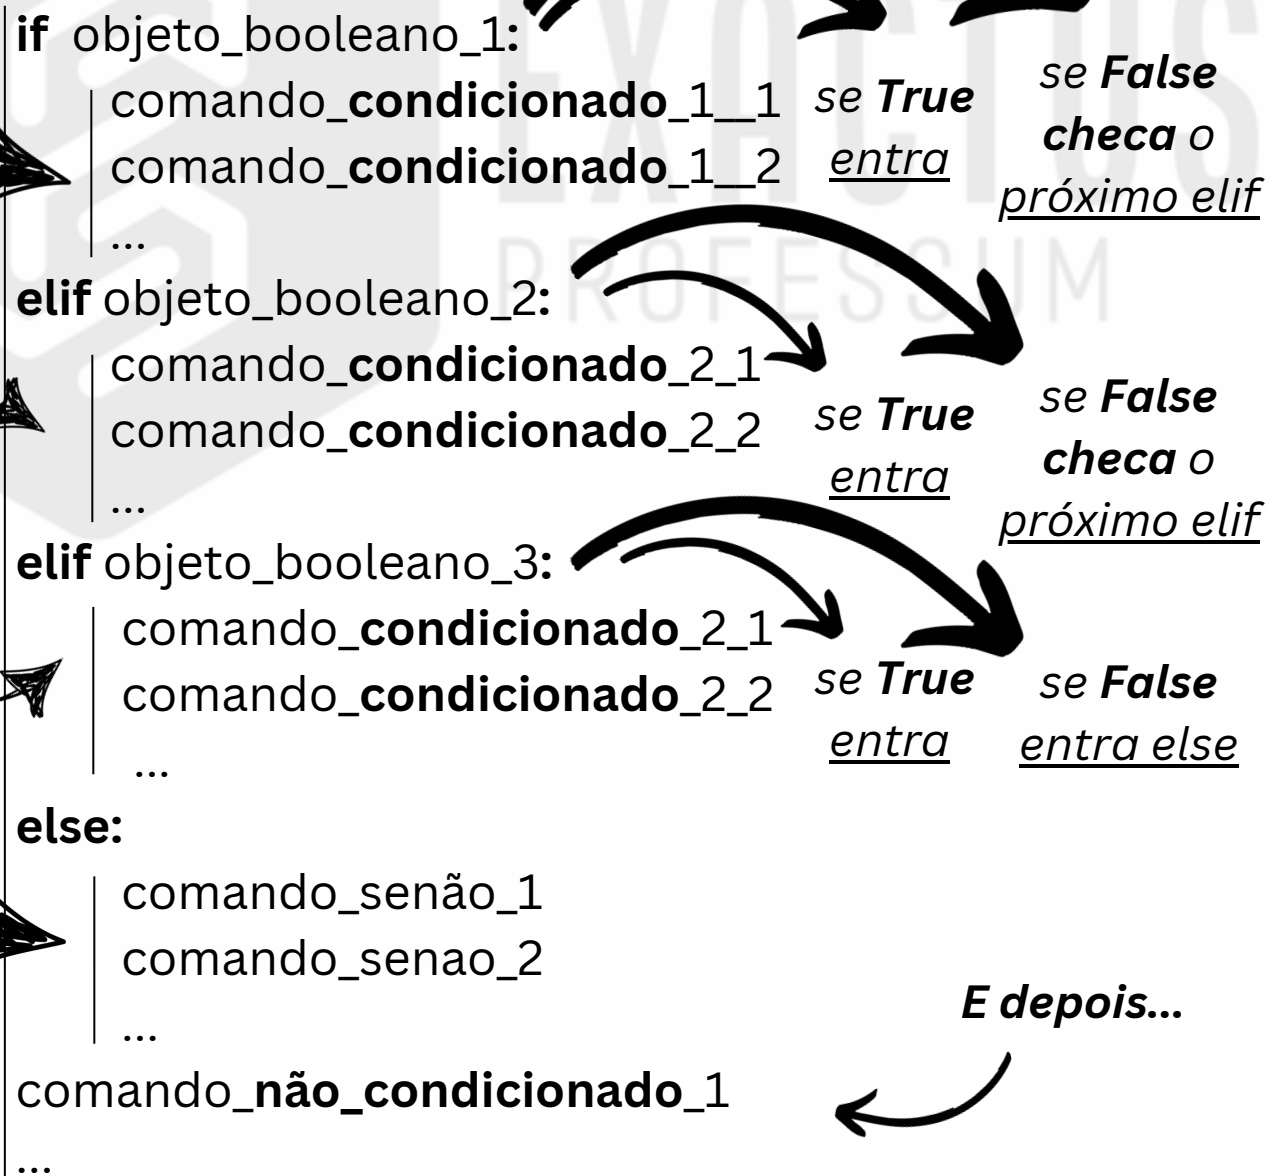 if objeto_booleano_1:
comando_condicionado_1__1
comando_condicionado_1__2
...
se True
entra
se False
checa o
próximo elif
elif objeto_booleano_2:
comando_condicionado_2_1
comando_condicionado_2_2
...
se True
entra
se False
checa o
próximo elif
elif objeto_booleano_3:
comando_condicionado_2_1
comando_condicionado_2_2
...
se True
entra
se False
entra else
else:
comando_senão_1
comando_senao_2
...
E depois...
comando_não_condicionado_1
...
EXACTUS
PROFESSUM